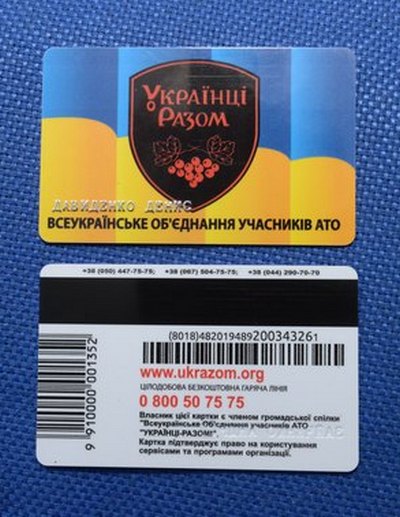 УКРАЇНЦІ
РАЗОМ
ДАВИДЕНКО ДЕНИС
ВСЕУКРАЇНСЬКЕ ОБ'ЄДНАННЯ УЧАСНИКІВ АТО
+38 (050) 447-75-75; +38 (067) 504-75-75; +38 (044) 290-70-70
(8018)4820194892003432​61
9 910000 001352
www.ukrazom.org
ЦІЛОДОБОВА БЕЗКОШТОВНА ГАРЯЧА ЛІНІЯ
0 800 50 75 75
Власник цієї картки є членом громадської спілки
"Всеукраїнське Об'єднання учасників АТО
"УКРАЇНЦІ-РАЗОМ!"
Картка підтверджує право на користування
сервісами та програмами організації.